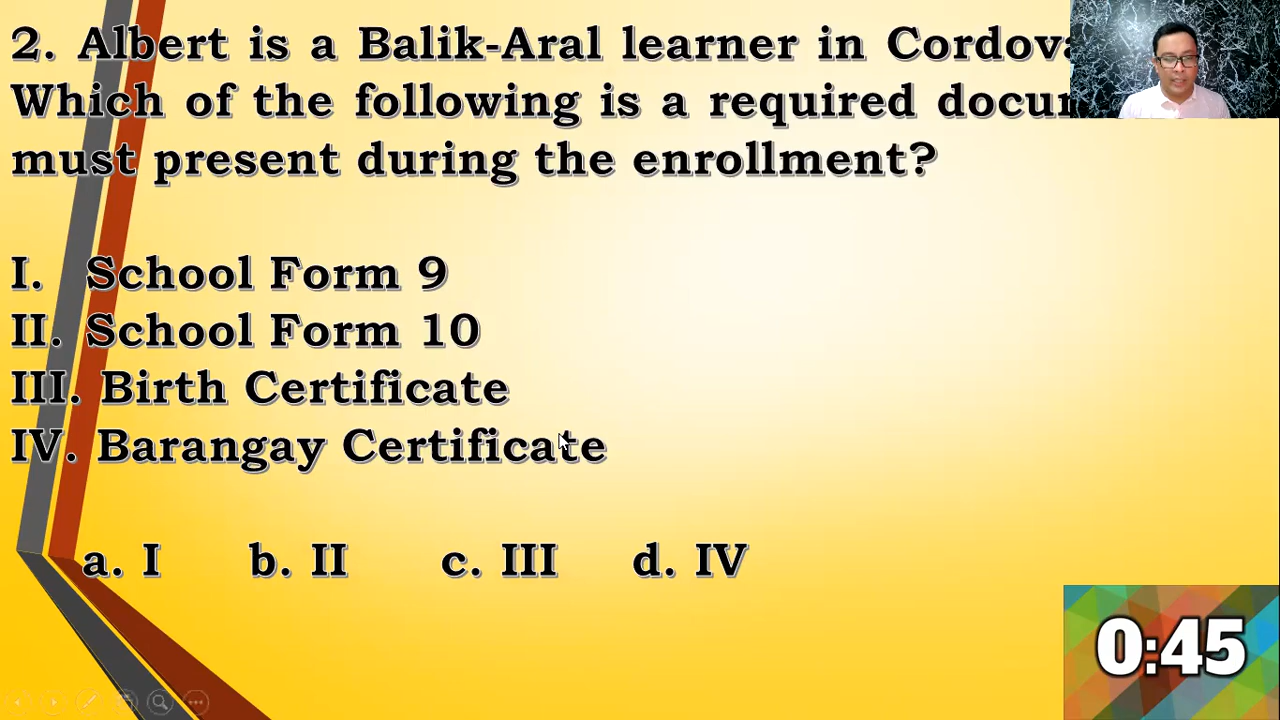 2. Albert is a Balik-Aral learner in Cordova
Which of the following is a required
must present during the enrollment?
I. School Form 9
II. School Form 10
III. Birth Certificate
IV. Barangay Certificate
a. I b. II c. III d. IV
0:45